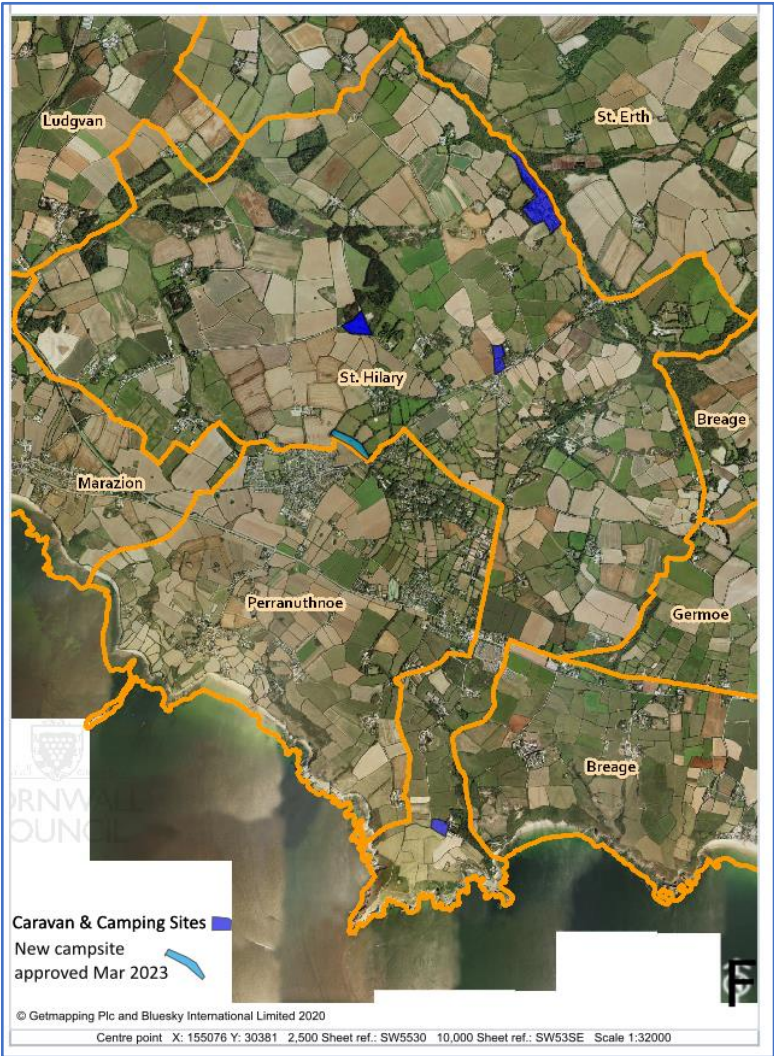 Ludgvan
St. Erth
St. Hilary
Breage
Marazion
Perranuthnoe
Germoe
Breage
ORNWALL
OUNCIL
Caravan & Camping Sites
New campsite
approved Mar 2023
F
© Getmapping Plc and Bluesky International Limited 2020
Centre point X: 155076 Y: 30381 2,500 Sheet ref.: SW5530 10,000 Sheet ref.: SW53SE Scale 1:32000